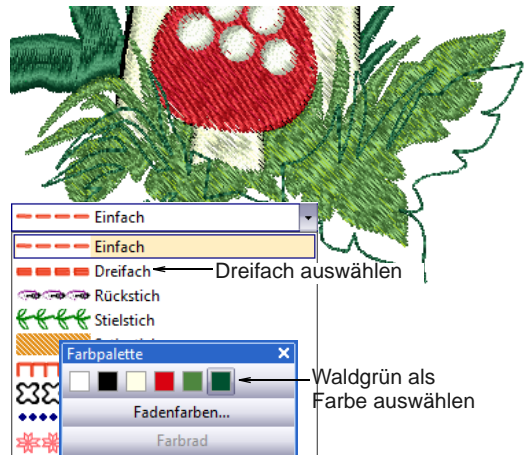 Einfach
Einfach
Dreifach
Dreifach auswählen
Rückstich
Stielstich
Farbpalette
Waldgrün als
Farbe auswählen
Fadenfarben...
Farbrad